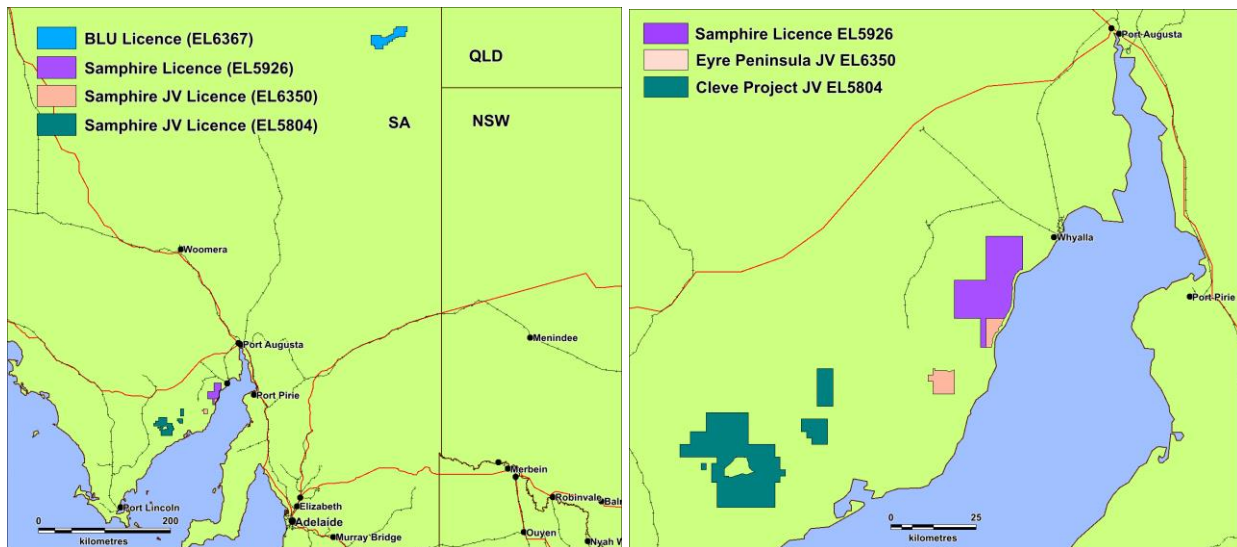 BLU Licence (EL6367)
Samphire Licence (EL5926)
Samphire JV Licence (EL6350)
Samphire JV Licence (EL5804)
QLD
SA
NSW
Woomera
Port Augusta
Menindee
Port Pirie
Merbein
Robinvale
Port Lincoln
Elizabeth
Adelaide
Murray Bridge
Ouyen
Nyah W
0 200
kilometres
Samphire Licence EL5926
Eyre Peninsula JV EL6350
Cleve Project JV EL5804
Port Augusta
Whyalla
Port Pirie
0 25
kilometres